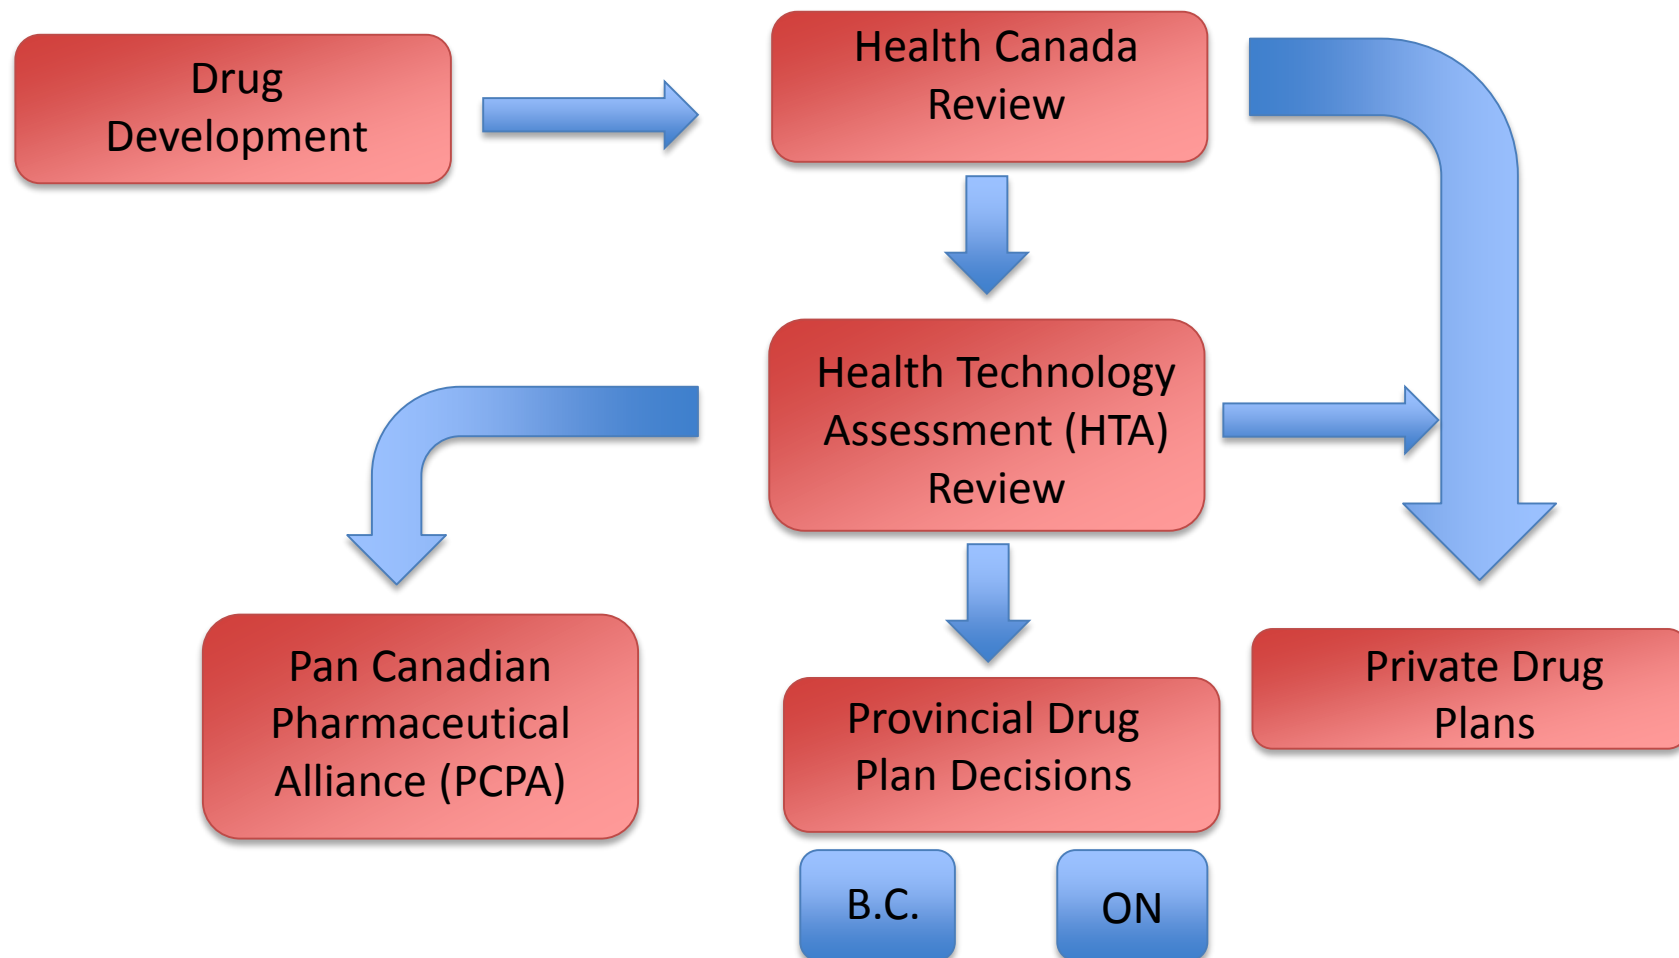 Drug
Development
Health Canada
Review
Health Technology
Assessment (HTA)
Review
Pan Canadian
Pharmaceutical
Alliance (PCPA)
Provincial Drug
Plan Decisions
Private Drug
Plans
B.C.
ON